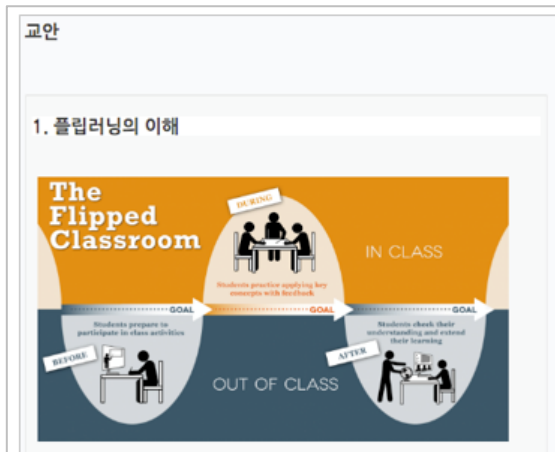 교안
1. 플립러닝의 이해
The
Flipped
Classroom
DURING
IN CLASS
Students practice applying key
concepts with feedback
GOAL
GOAL
GOAL
Students prepare to
participate in class activities
Students check their
understanding and extend
their learning
BEFORE
AFTER
OUT OF CLASS